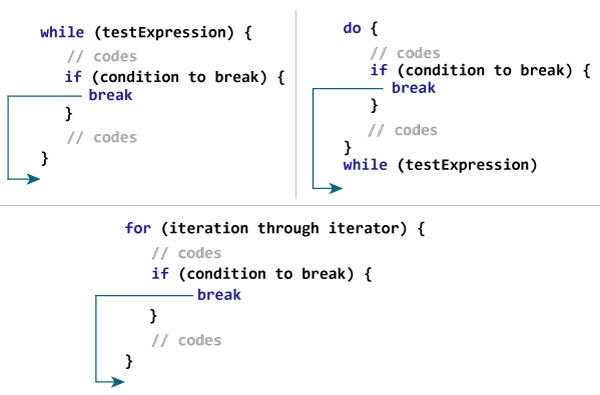 while (testExpression) {
// codes
if (condition to break) {
break
}
// codes
}
do {
// codes
if (condition to break) {
break
}
// codes
}
while (testExpression)
for (iteration through iterator) {
// codes
if (condition to break) {
break
}
// codes
}